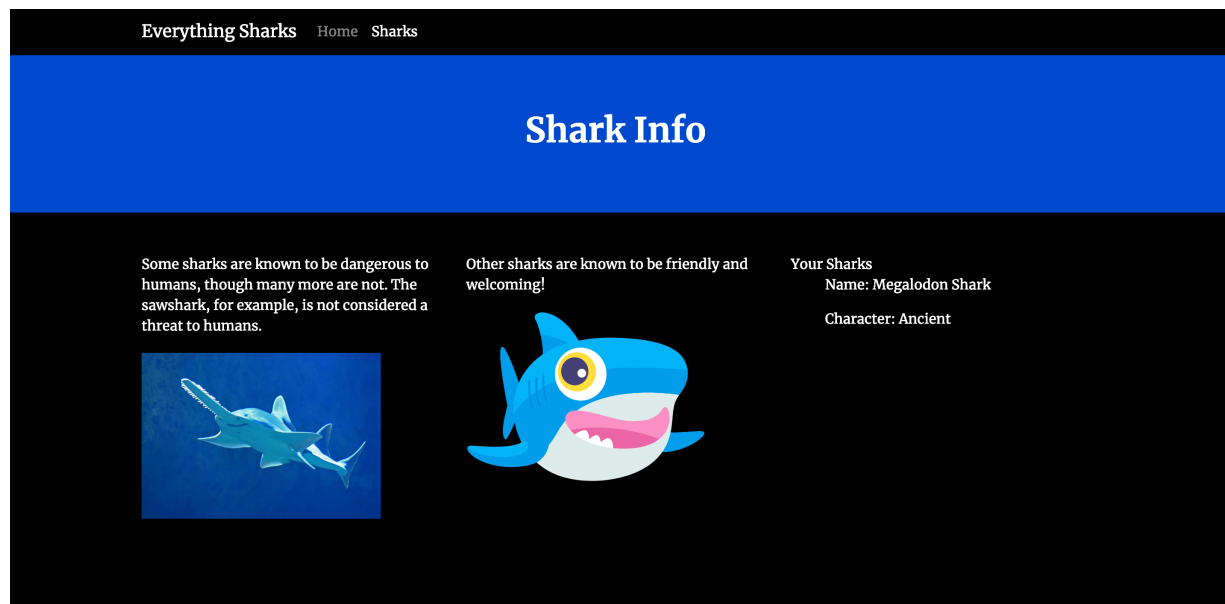 Everything Sharks Home Sharks
Shark Info
Some sharks are known to be dangerous to
humans, though many more are not. The
sawshark, for example, is not considered a
threat to humans.
Other sharks are known to be friendly and
welcoming!
Your Sharks
Name: Megalodon Shark
Character: Ancient